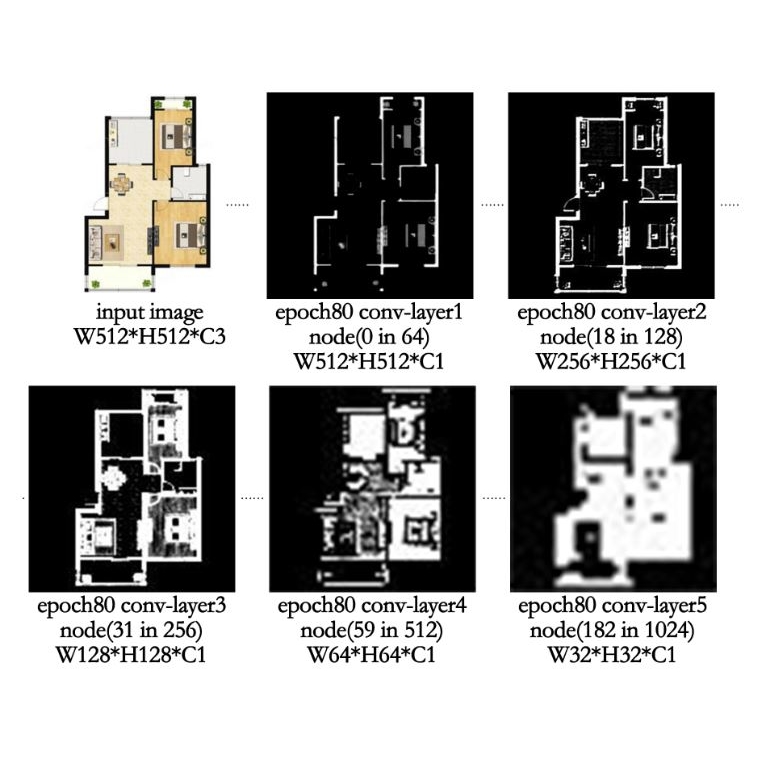 input image
W512*H512*C3
epoch80 conv-layer1
node(0 in 64)
W512*H512*C1
epoch80 conv-layer2
node(18 in 128)
W256*H256*C1
epoch80 conv-layer3
node(31 in 256)
W128*H128*C1
epoch80 conv-layer4
node(59 in 512)
W64*H64*C1
epoch80 conv-layer5
node(182 in 1024)
W32*H32*C1